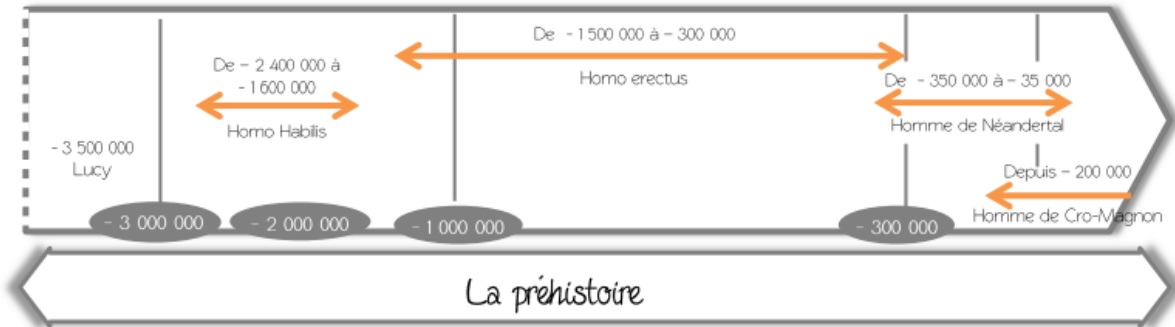 De - 1 500 000 à - 300 000
Homo erectus
De - 2 400 000 à
- 1 600 000
Homo Habilis
De - 350 000 à - 35 000
Homme de Néandertal
- 3 500 000
Lucy
Depuis - 200 000
Homme de Cro-Magnon
- 3 000 000
- 2 000 000
- 1 000 000
- 300 000
La préhistoire